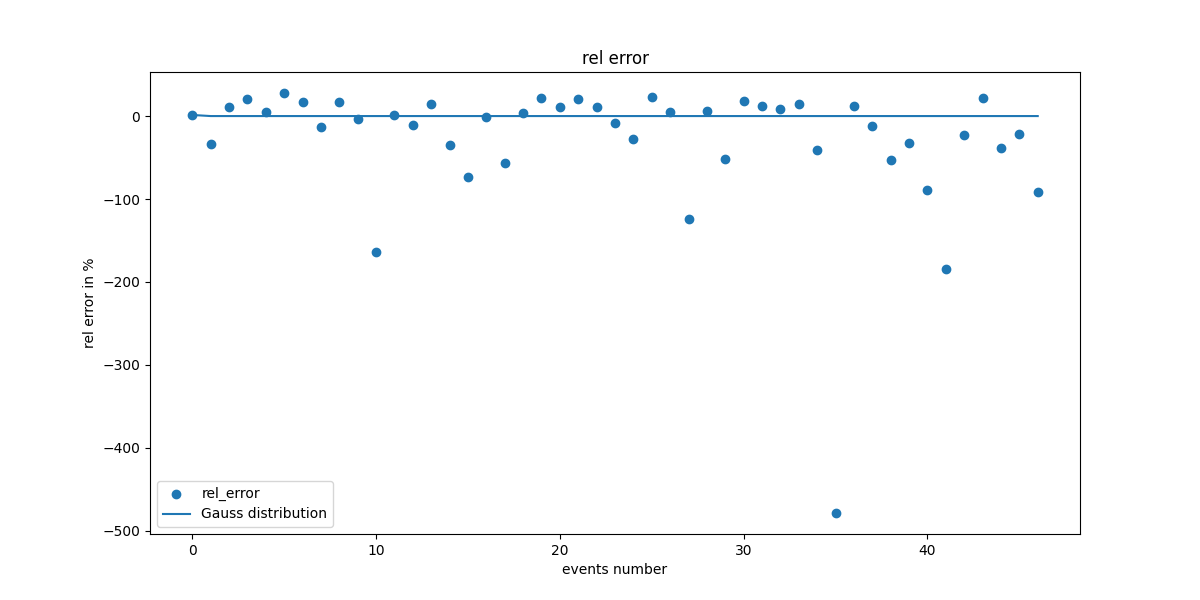 rel error
0
−100
−200
−300
−400
−500
rel error in %
rel_error
Gauss distribution
0 10 20 30 40
events number